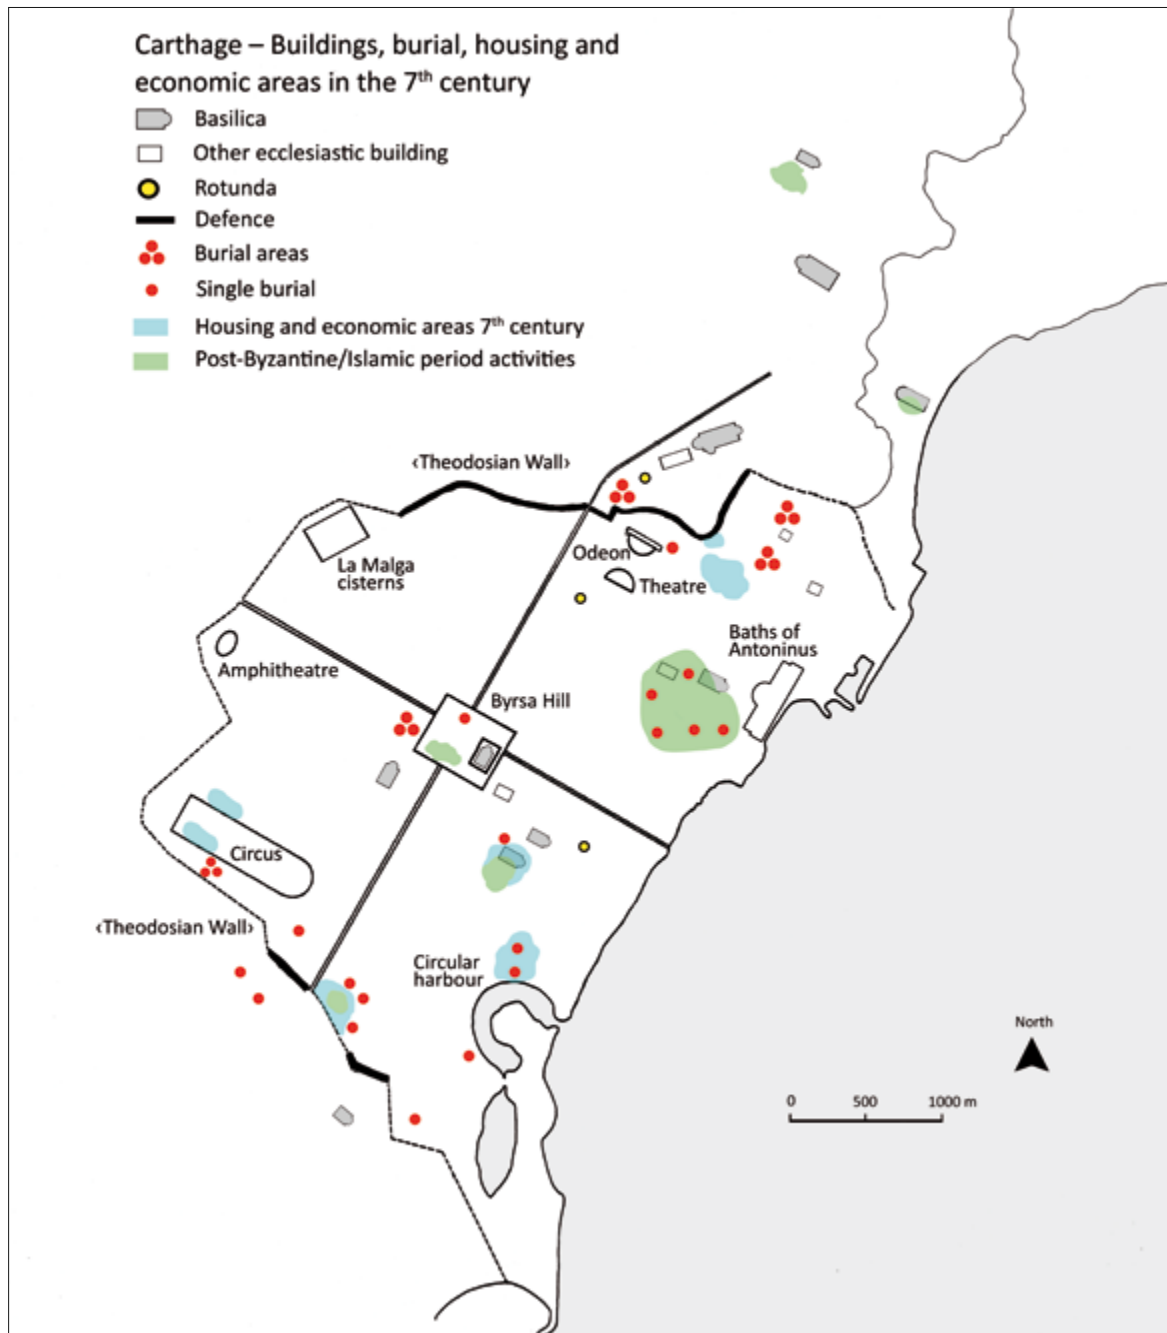 Carthage – Buildings, burial, housing and
economic areas in the 7th century
Basilica
Other ecclesiastic building
Rotunda
Defence
Burial areas
Single burial
Housing and economic areas 7th century
Post-Byzantine/Islamic period activities
‹Theodosian Wall›
Odeon
La Malga
cisterns
Theatre
Baths of
Antoninus
Amphitheatre
Byrsa Hill
Circus
‹Theodosian Wall›
Circular
harbour
North
0 500 1000 m